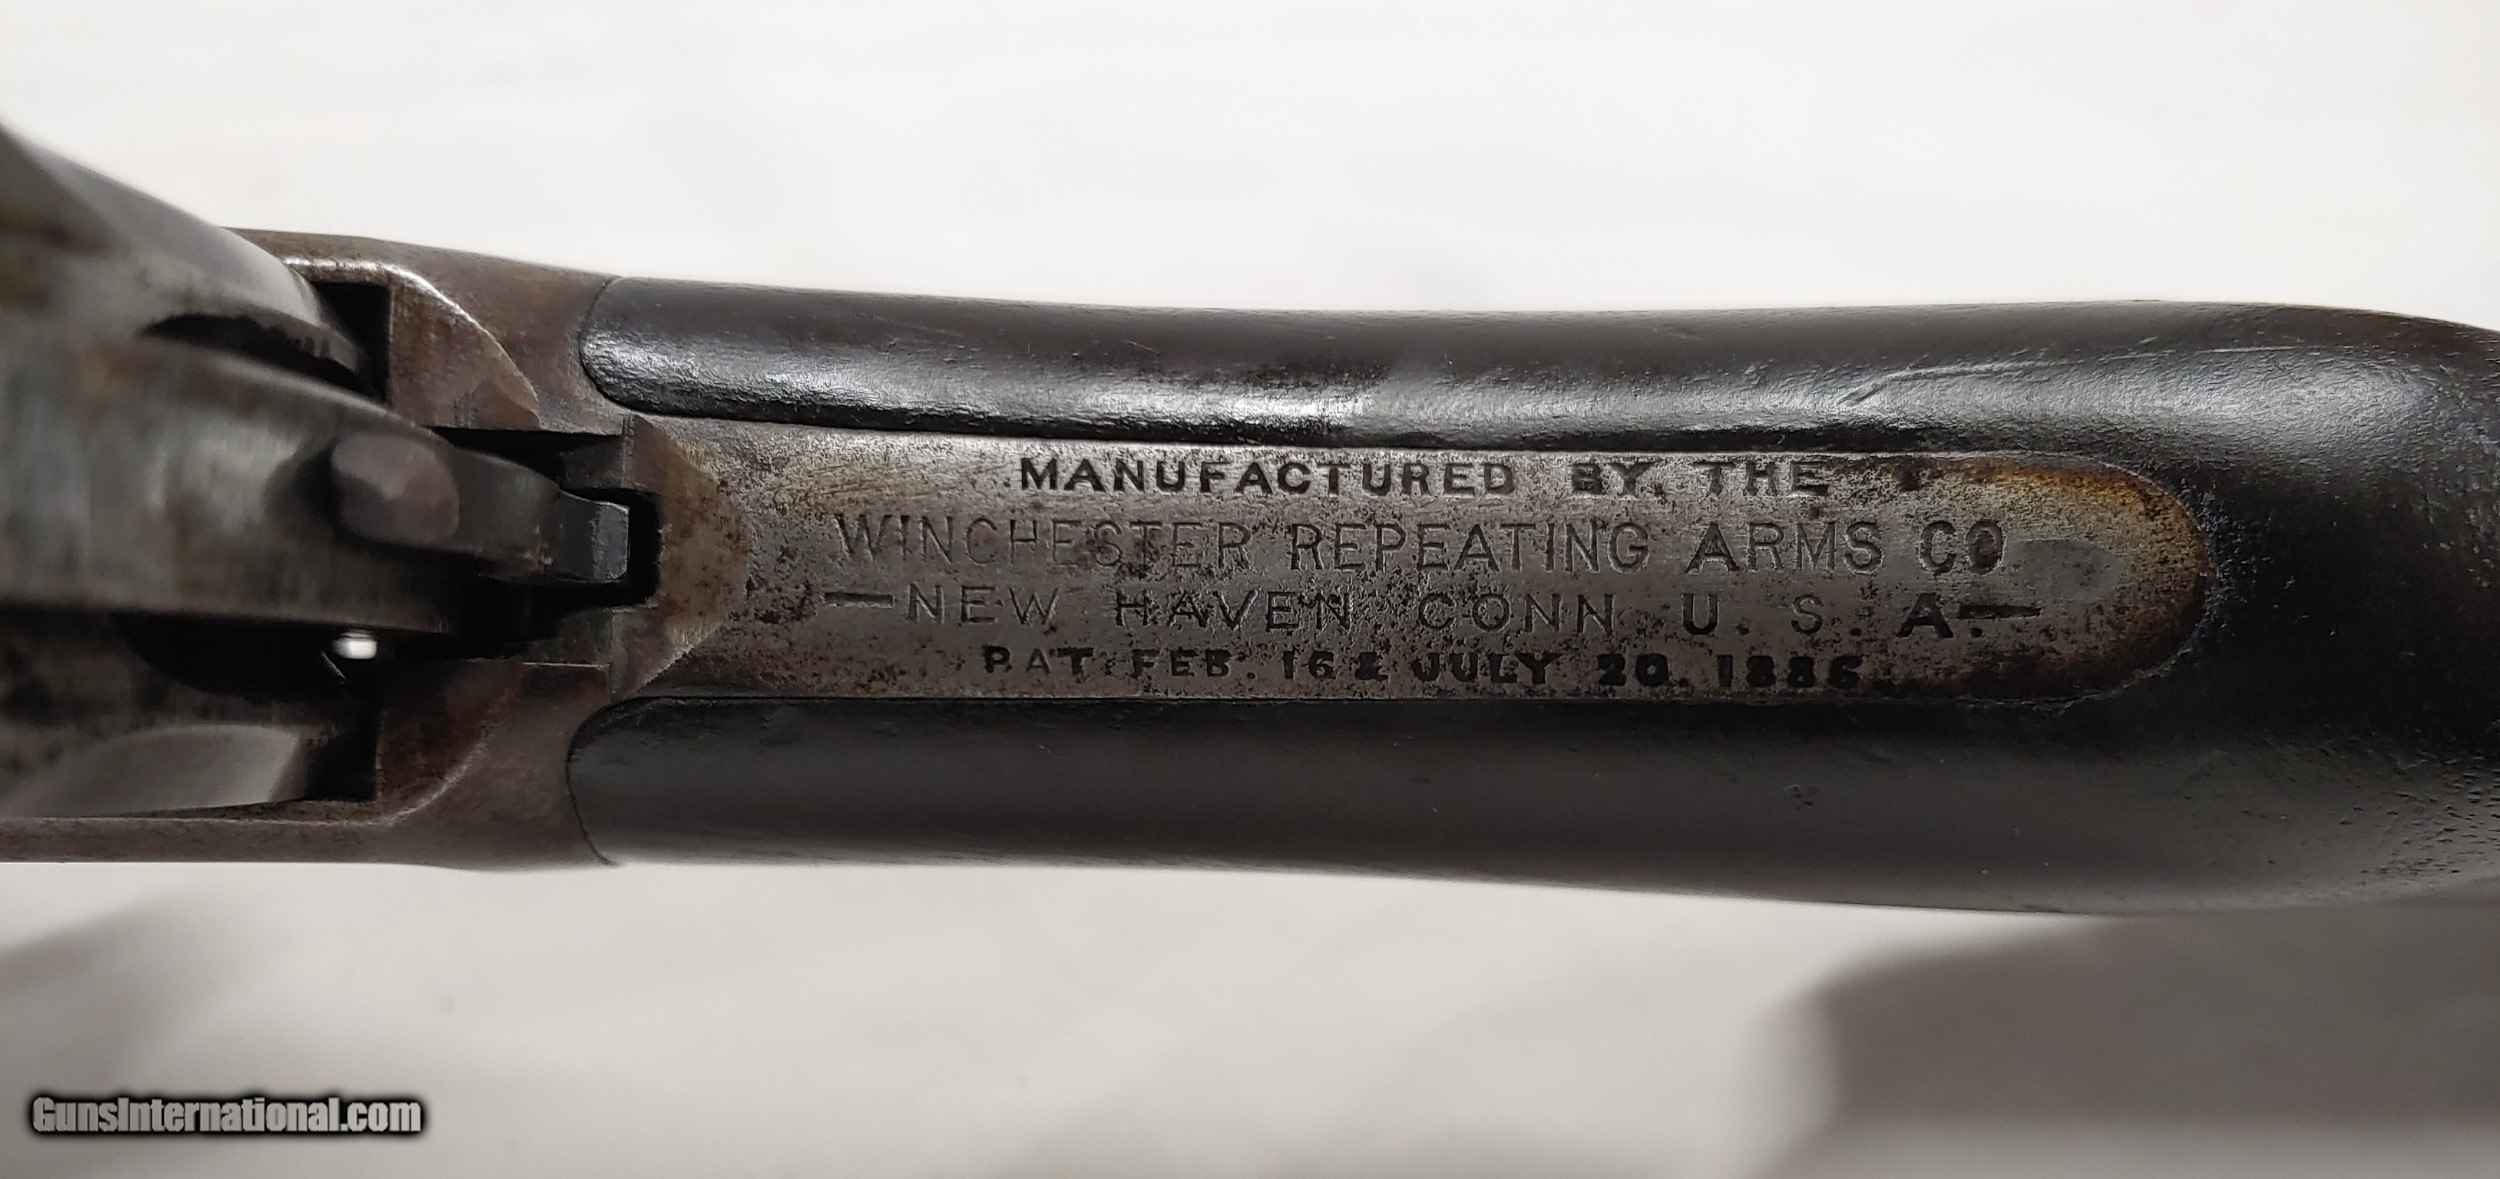 MANUFACTURED BY THE
WINCHESTER REPEATING ARMS CO
—NEW HAVEN CONN U. S. A.—
PAT. FEB. 16 & JULY 20. 1886.
GunsInternational.com